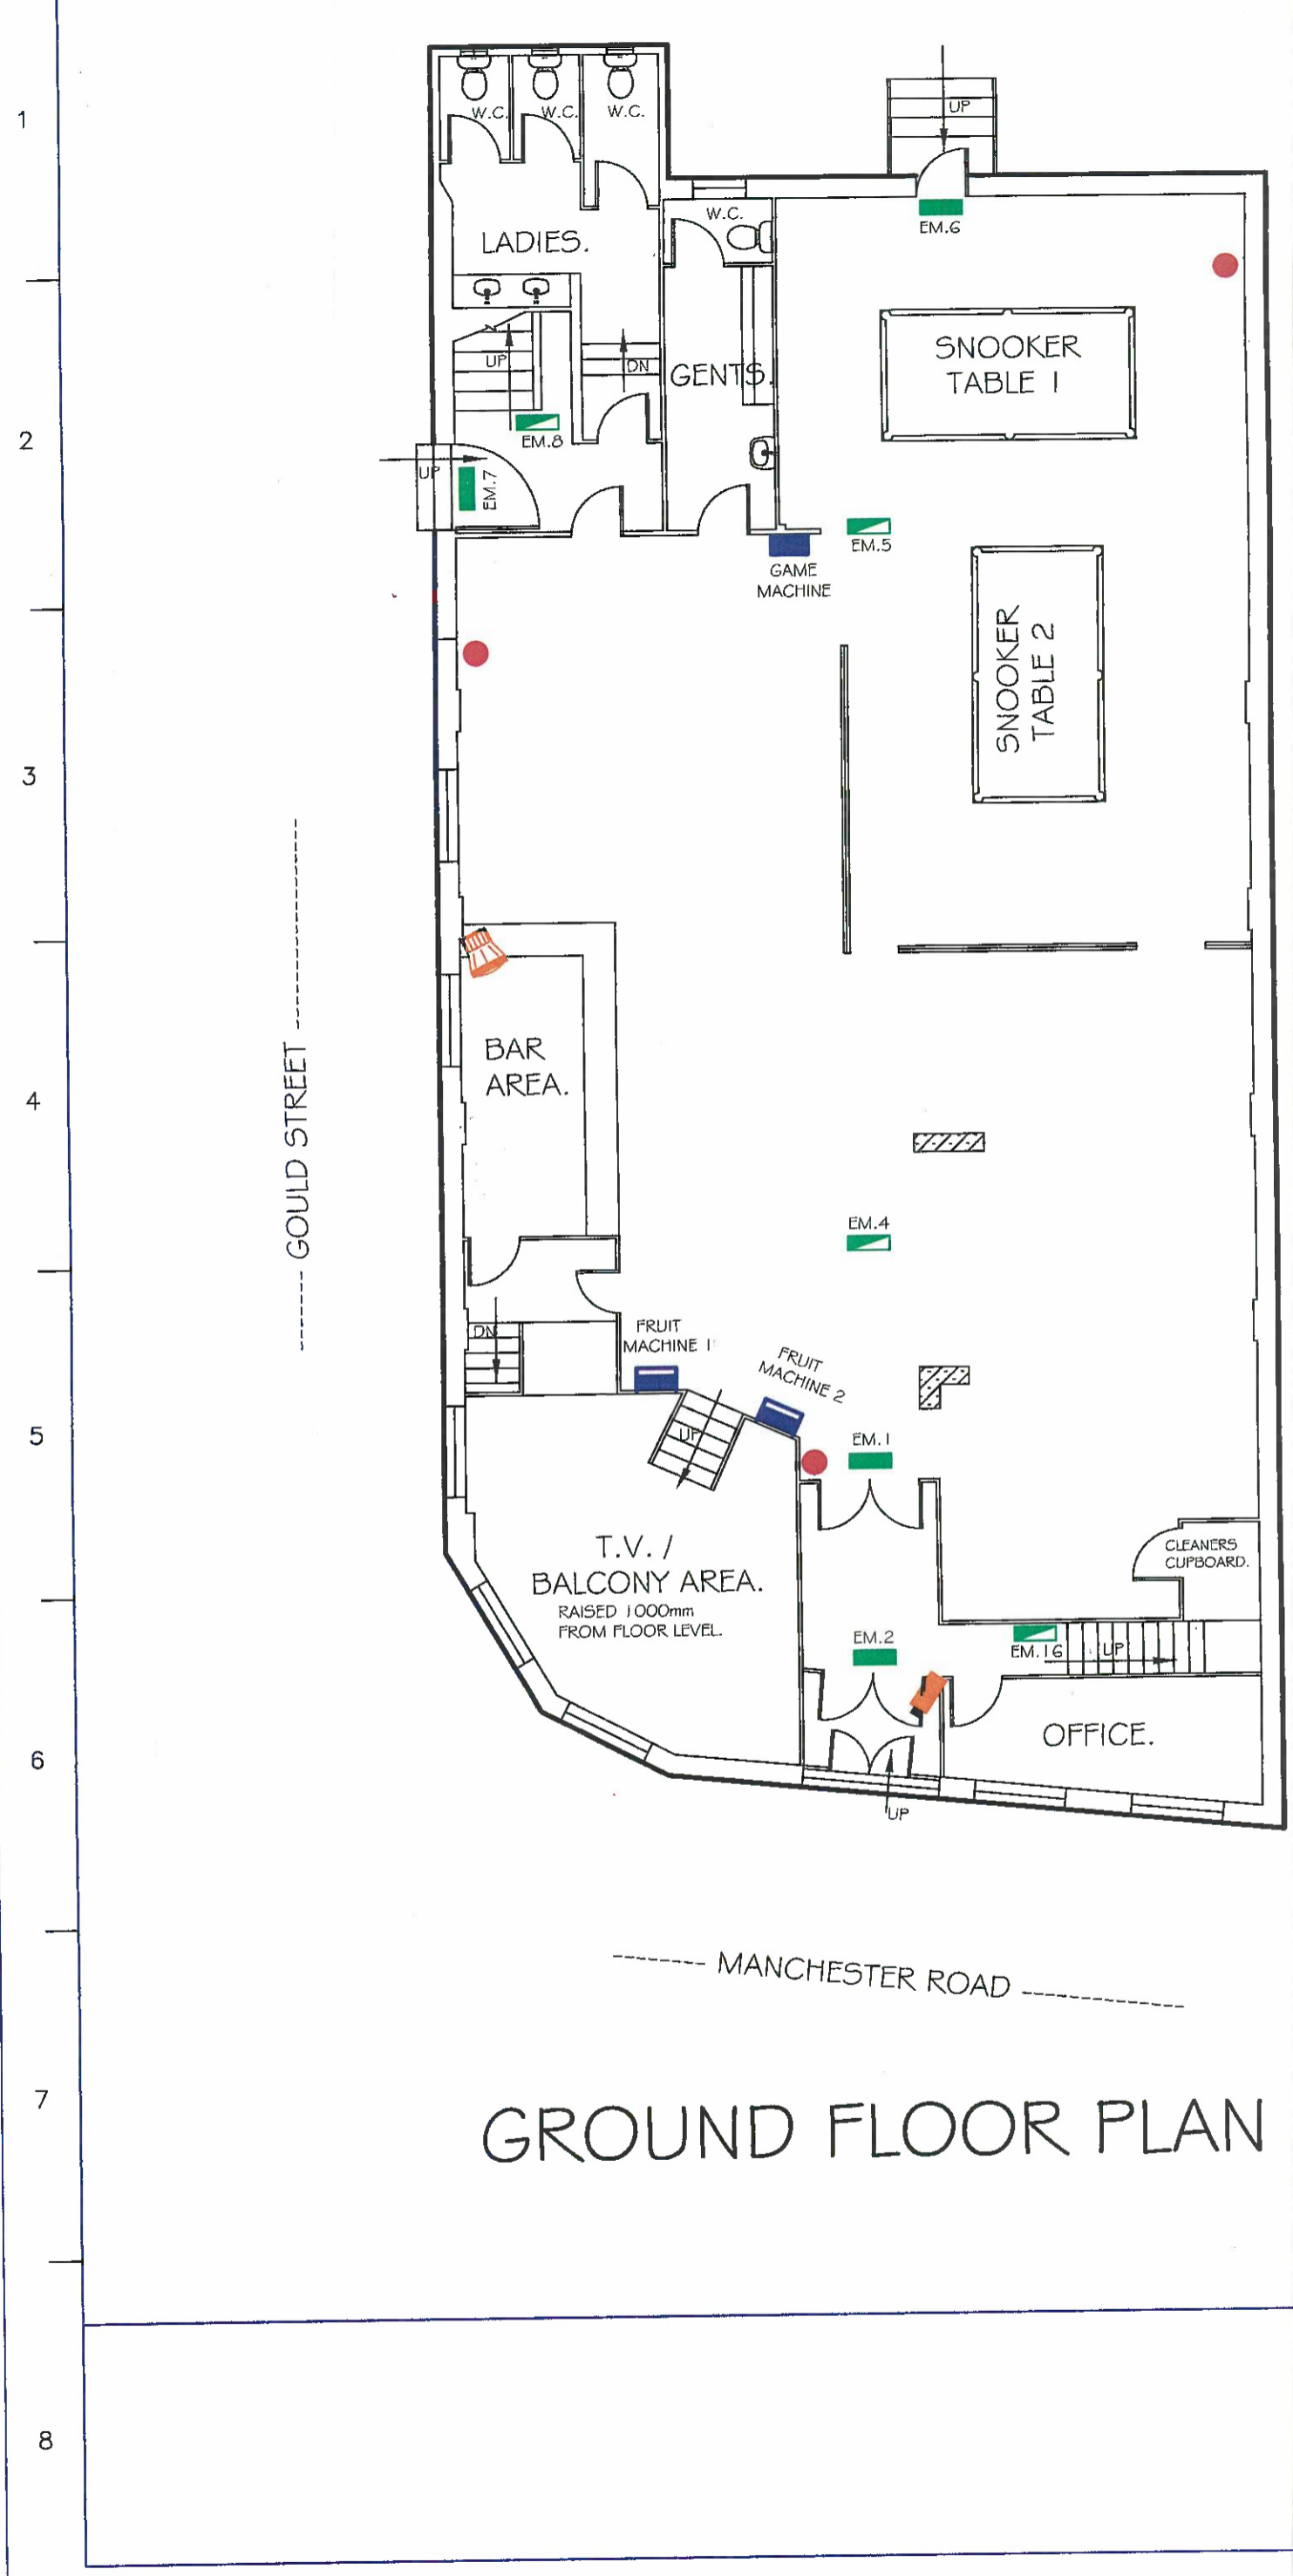 1
W.C.
W.C.
W.C.
UP
W.C.
EM.6
LADIES.
SNOOKER
TABLE 1
UP
DN
GENTS.
2
EM.8
UP
EM.7
EM.5
GAME
MACHINE
SNOOKER
TABLE 2
3
BAR
AREA.
4
GOULD STREET
EM.4
DN
FRUIT
MACHINE 1
FRUIT
MACHINE 2
5
UP
EM.1
T.V. /
BALCONY AREA.
RAISED 1000mm
FROM FLOOR LEVEL.
CLEANERS
CUPBOARD.
EM.2
EM.16
UP
6
OFFICE.
UP
MANCHESTER ROAD
7
GROUND FLOOR PLAN
8